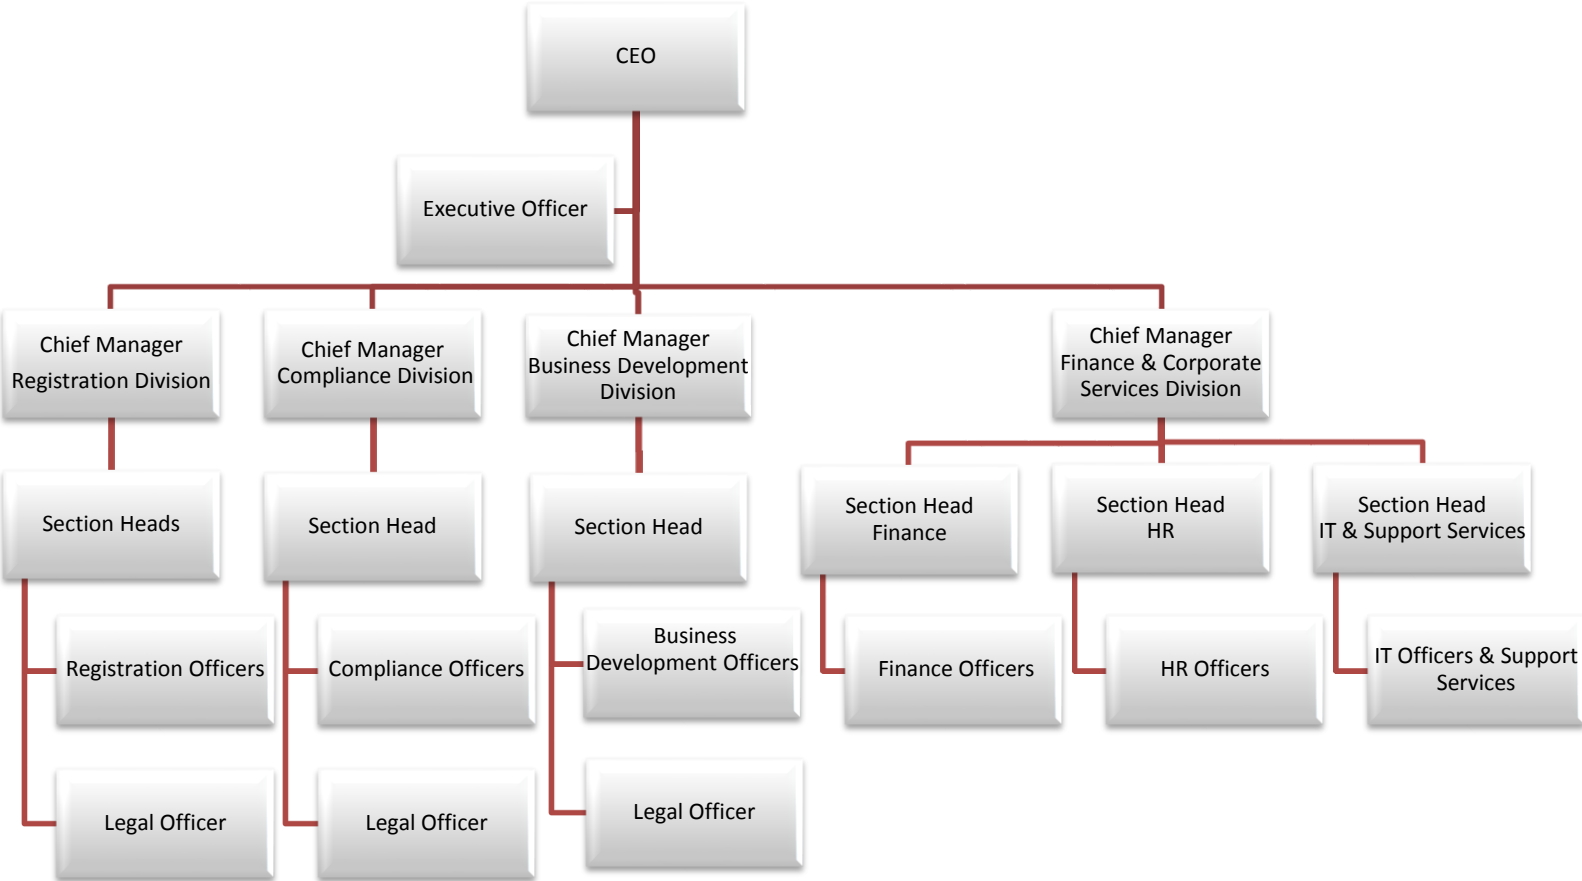 CEO
Executive Officer
Chief Manager
Registration Division
Chief Manager
Compliance Division
Chief Manager
Business Development
Division
Chief Manager
Finance & Corporate
Services Division
Section Heads
Section Head
Section Head
Section Head
Finance
Section Head
HR
Section Head
IT & Support Services
Registration Officers
Compliance Officers
Business
Development Officers
Finance Officers
HR Officers
IT Officers & Support
Services
Legal Officer
Legal Officer
Legal Officer